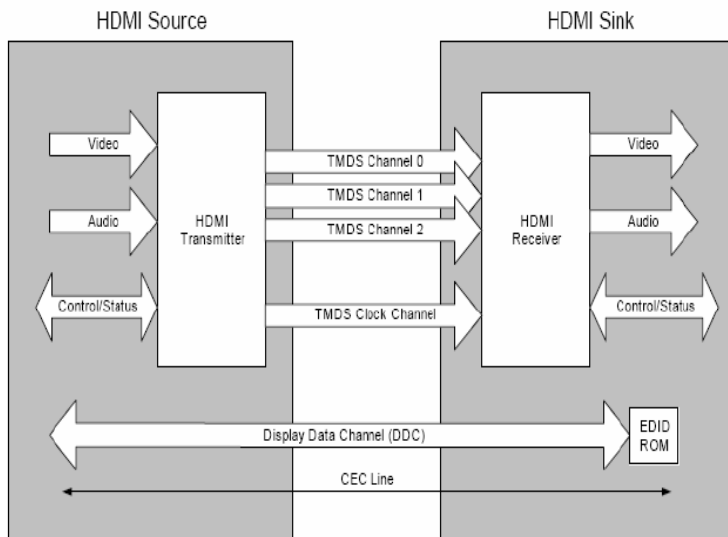 HDMI Source
HDMI Sink
Video
Audio
Control/Status
HDMI
Transmitter
TMDS Channel 0
TMDS Channel 1
TMDS Channel 2
TMDS Clock Channel
HDMI
Receiver
Video
Audio
Control/Status
Display Data Channel (DDC)
EDID
ROM
CEC Line